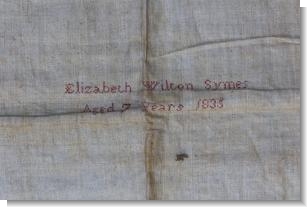 Elizabeth Wilton Symes
Aged 7 Years 1835